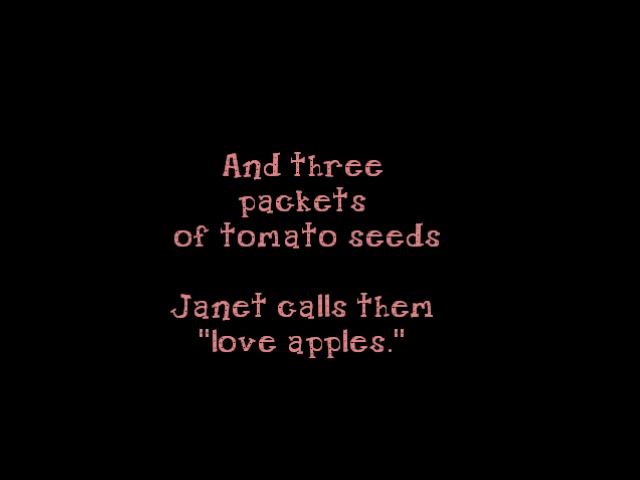 And three
packets
of tomato seeds
Janet calls them
"love apples."